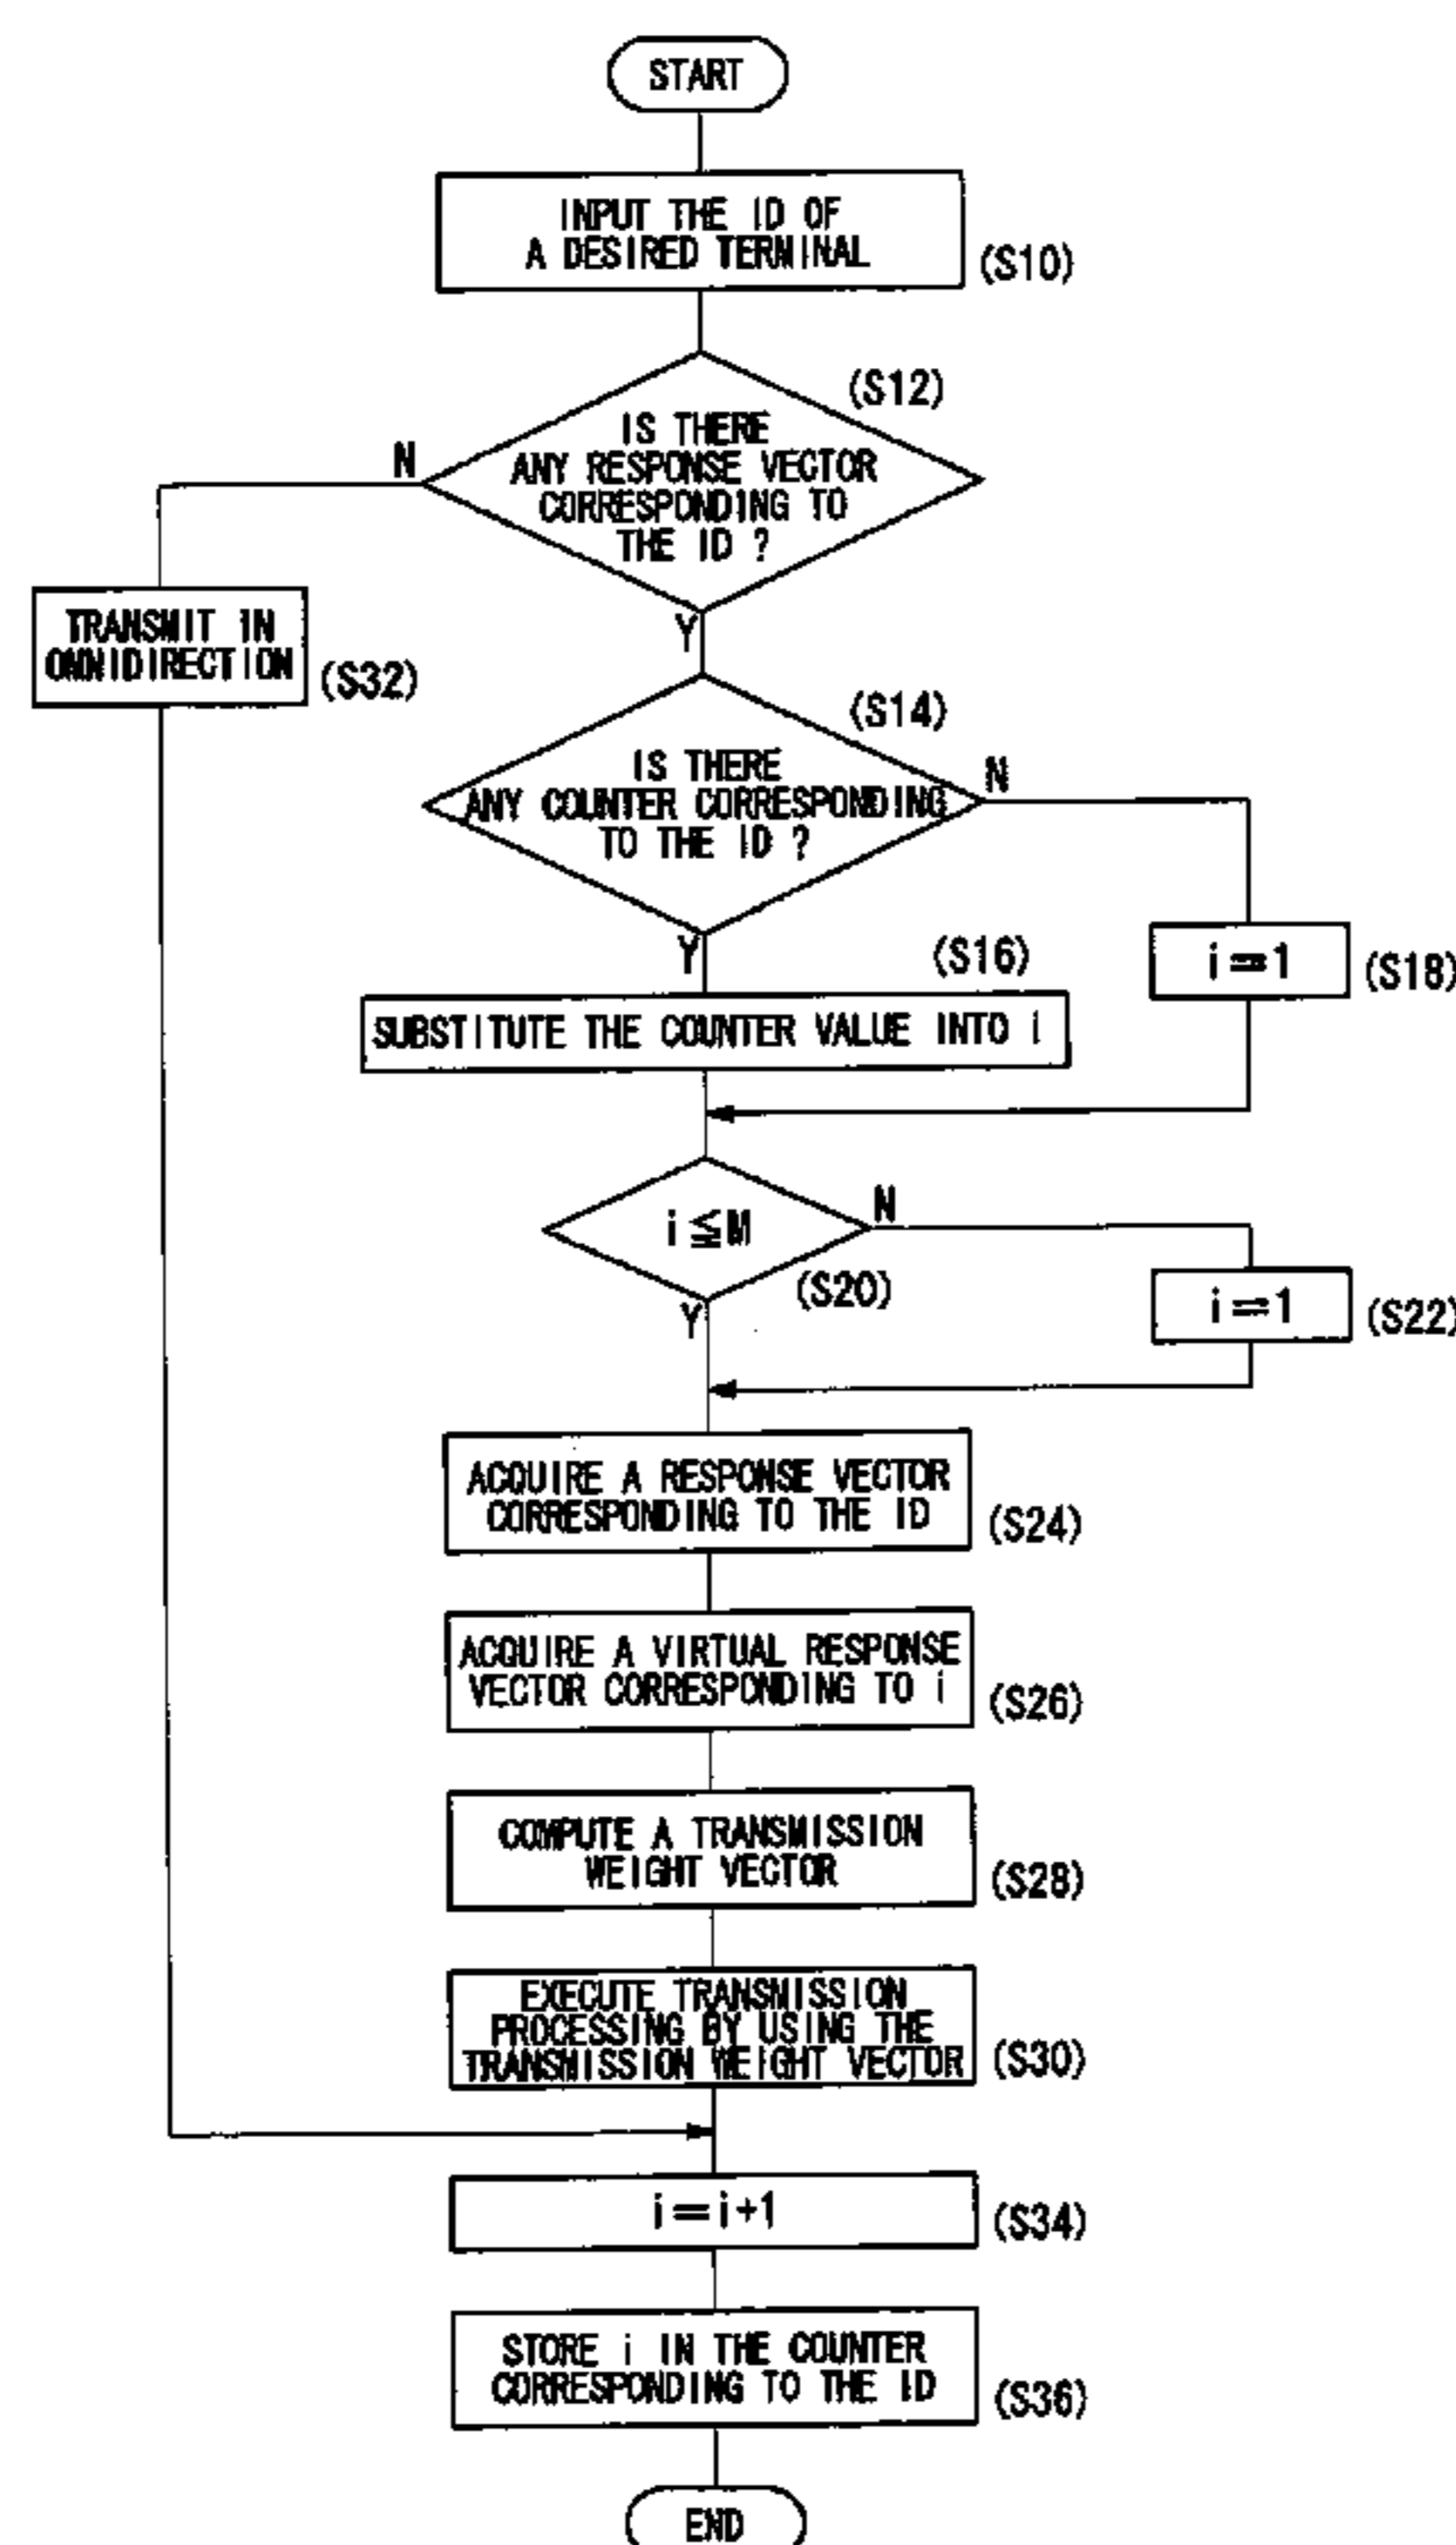 START
INPUT THE ID OF
A DESIRED TERMINAL
(S10)
(S12)
IS THERE
ANY RESPONSE VECTOR
CORRESPONDING TO
THE ID ?
N
Y
TRANSMIT IN
OMNIDIRECTION
(S32)
(S14)
IS THERE
ANY COUNTER CORRESPONDING
TO THE ID ?
N
Y
(S16)
SUBSTITUTE THE COUNTER VALUE INTO i
i=1
(S18)
i≦M
N
(S20)
Y
i=1
(S22)
ACQUIRE A RESPONSE VECTOR
CORRESPONDING TO THE ID
(S24)
ACQUIRE A VIRTUAL RESPONSE
VECTOR CORRESPONDING TO i
(S26)
COMPUTE A TRANSMISSION
WEIGHT VECTOR
(S28)
EXECUTE TRANSMISSION
PROCESSING BY USING THE
TRANSMISSION WEIGHT VECTOR
(S30)
i=i+1
(S34)
STORE i IN THE COUNTER
CORRESPONDING TO THE ID
(S36)
END